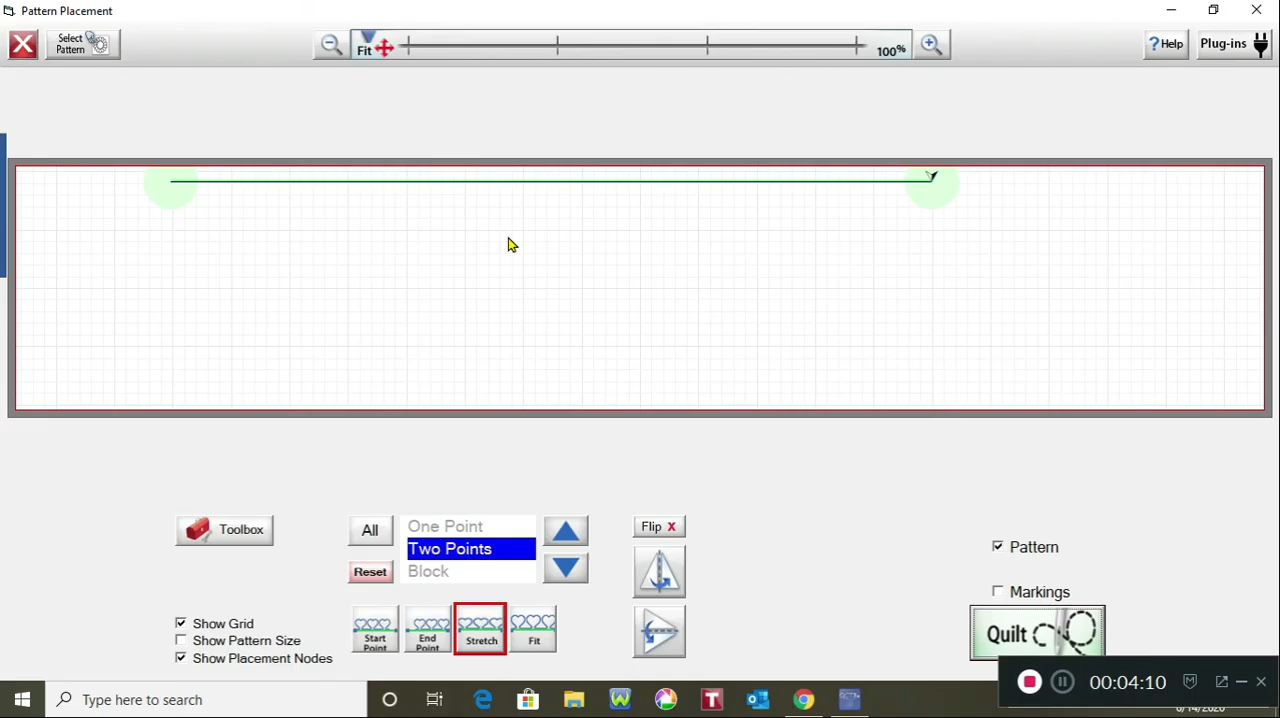 Pattern Placement
Select
Pattern
Fit
100%
?Help
Plug-ins
Toolbox
All
Reset
One Point
Two Points
Block
Flip x
Pattern
Markings
Show Grid
Show Pattern Size
Show Placement Nodes
Start
Point
End
Point
Stretch
Fit
Quilt
00:04:10
Type here to search